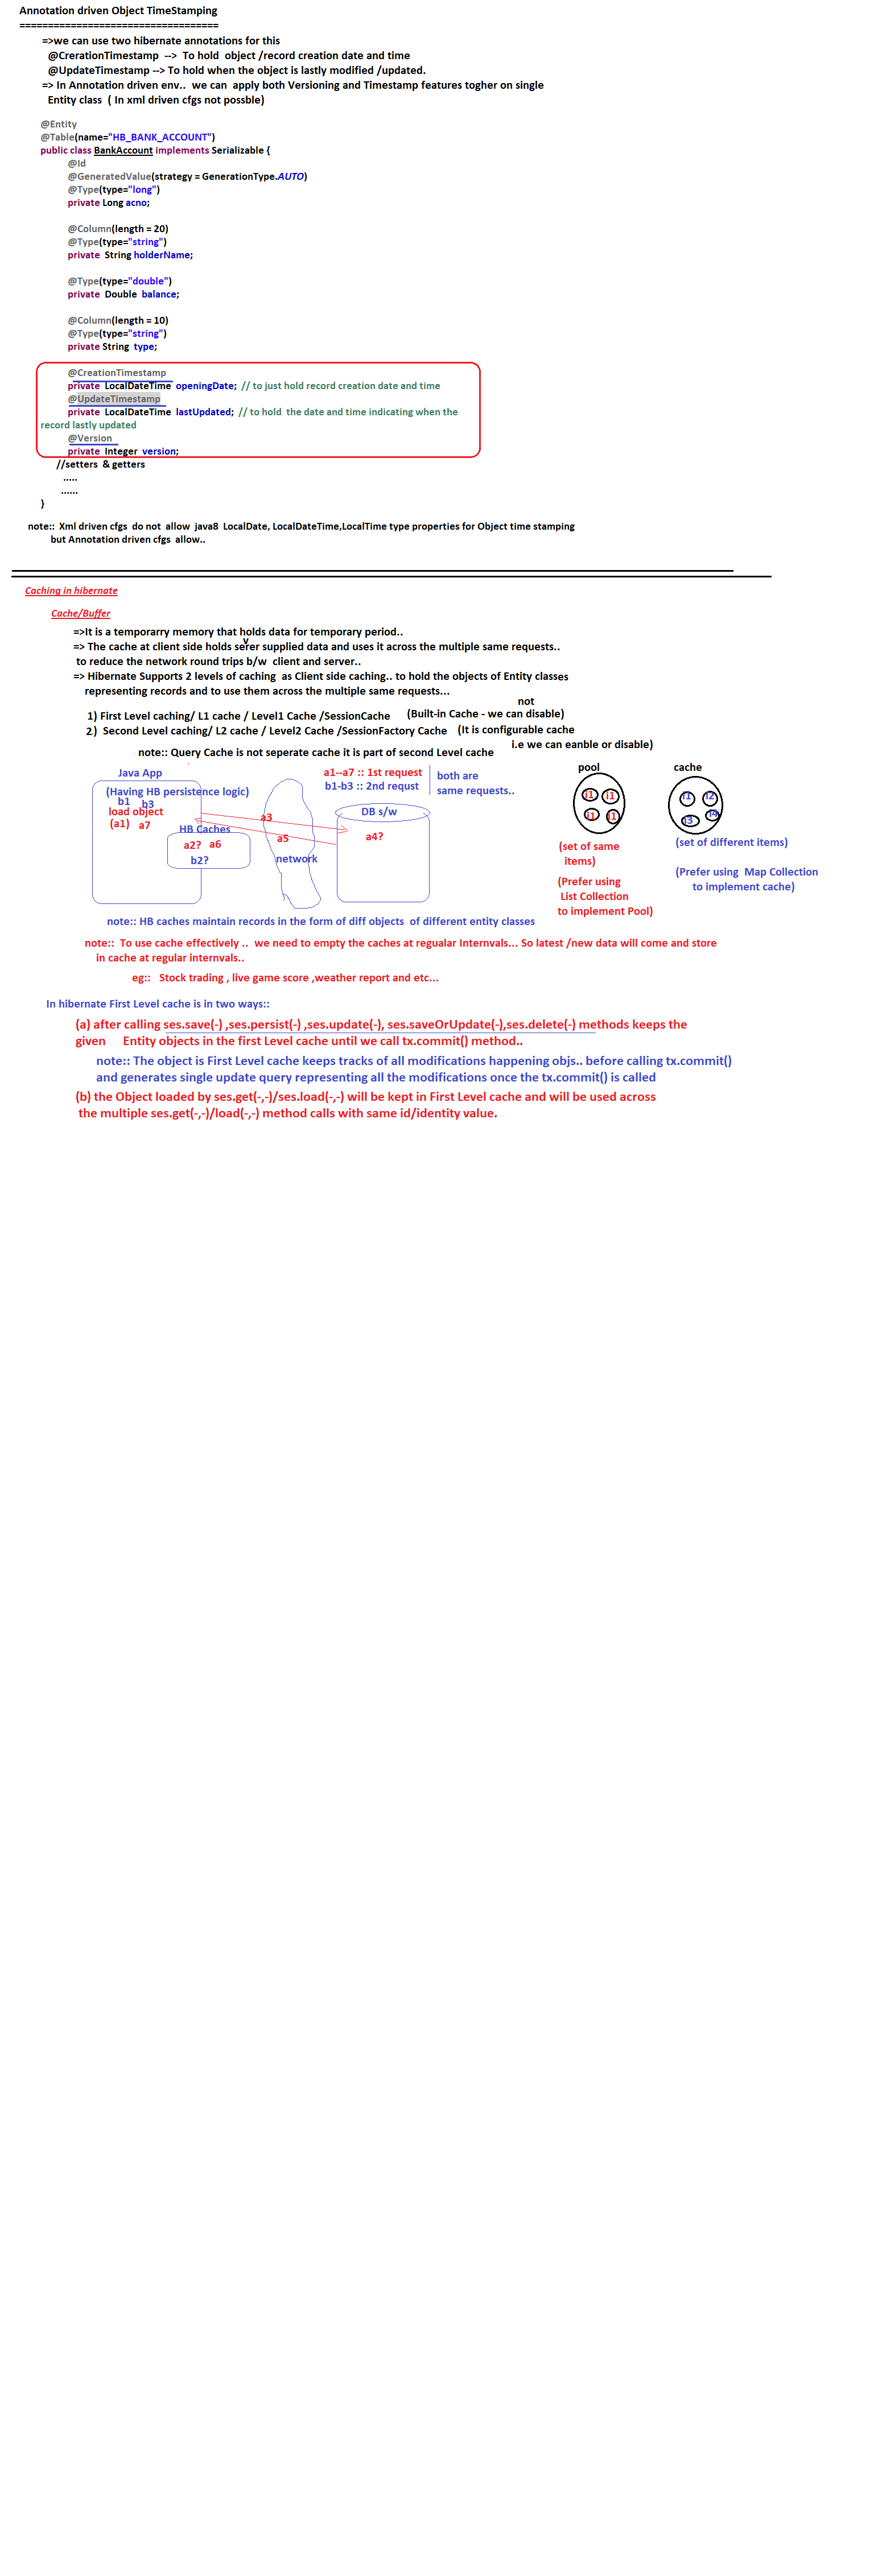 Annotation driven Object TimeStamping
===================================
=>we can use two hibernate annotations for this
@CrerationTimestamp --> To hold object /record creation date and time
@UpdateTimestamp --> To hold when the object is lastly modified /updated.
=> In Annotation driven env.. we can apply both Versioning and Timestamp features togher on single
Entity class ( In xml driven cfgs not possble)
@Entity
@Table(name="HB_BANK_ACCOUNT")
public class BankAccount implements Serializable {
@Id
@GeneratedValue(strategy = GenerationType.AUTO)
@Type(type="long")
private Long acno;
@Column(length = 20)
@Type(type="string")
private String holderName;
@Type(type="double")
private Double balance;
@Column(length = 10)
@Type(type="string")
private String type;
@CreationTimestamp
private LocalDateTime openingDate; // to just hold record creation date and time
@UpdateTimestamp
private LocalDateTime lastUpdated; // to hold the date and time indicating when the
record lastly updated
@Version
private Integer version;
//setters & getters
.....
......
}
note:: Xml driven cfgs do not allow java8 LocalDate, LocalDateTime,LocalTime type properties for Object time stamping
but Annotation driven cfgs allow..
Caching in hibernate
Cache/Buffer
=>It is a temporarry memory that holds data for temporary period..
v
=> The cache at client side holds serer supplied data and uses it across the multiple same requests..
to reduce the network round trips b/w client and server..
=> Hibernate Supports 2 levels of caching as Client side caching.. to hold the objects of Entity classes
representing records and to use them across the multiple same requests...
not
1) First Level caching/ L1 cache / Level1 Cache /SessionCache (Built-in Cache - we can disable)
2) Second Level caching/ L2 cache / Level2 Cache /SessionFactory Cache (It is configurable cache
i.e we can eanble or disable)
note:: Query Cache is not seperate cache it is part of second Level cache
Java App
(Having HB persistence logic)
b1 b3
load object
(a1) a7
HB Caches
a2? a6
b2?
a3
a5
network
a1--a7 :: 1st request
b1-b3 :: 2nd requst
both are
same requests..
DB s/w
a4?
pool
i1 i1
i1 i1
(set of same
items)
(Prefer using
List Collection
to implement Pool)
cache
i1 i2
i3 i4
(set of different items)
(Prefer using Map Collection
to implement cache)
note:: HB caches maintain records in the form of diff objects of different entity classes
note:: To use cache effectively .. we need to empty the caches at regualar Internvals... So latest /new data will come and store
in cache at regular internvals..
eg:: Stock trading , live game score ,weather report and etc...
In hibernate First Level cache is in two ways::
(a) after calling ses.save(-) ,ses.persist(-) ,ses.update(-), ses.saveOrUpdate(-),ses.delete(-) methods keeps the
given Entity objects in the first Level cache until we call tx.commit() method..
note:: The object is First Level cache keeps tracks of all modifications happening objs.. before calling tx.commit()
and generates single update query representing all the modifications once the tx.commit() is called
(b) the Object loaded by ses.get(-,-)/ses.load(-,-) will be kept in First Level cache and will be used across
the multiple ses.get(-,-)/load(-,-) method calls with same id/identity value.